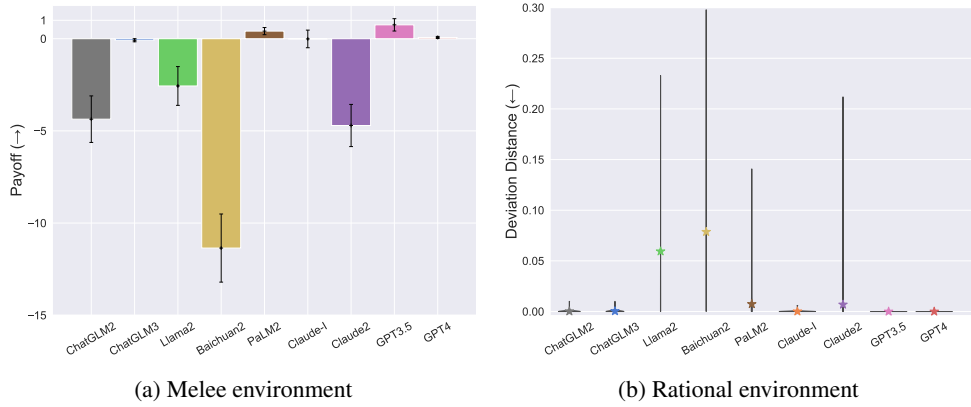 1
0
−5
−10
−15
Payoff (→)
ChatGLM2
ChatGLM3
Llama2
Baichuan2
PaLM2
Claude-I
Claude2
GPT3.5
GPT4
(a) Melee environment
0.30
0.25
0.20
0.15
0.10
0.05
0.00
Deviation Distance (←)
ChatGLM2
ChatGLM3
Llama2
Baichuan2
PaLM2
Claude-I
Claude2
GPT3.5
GPT4
(b) Rational environment